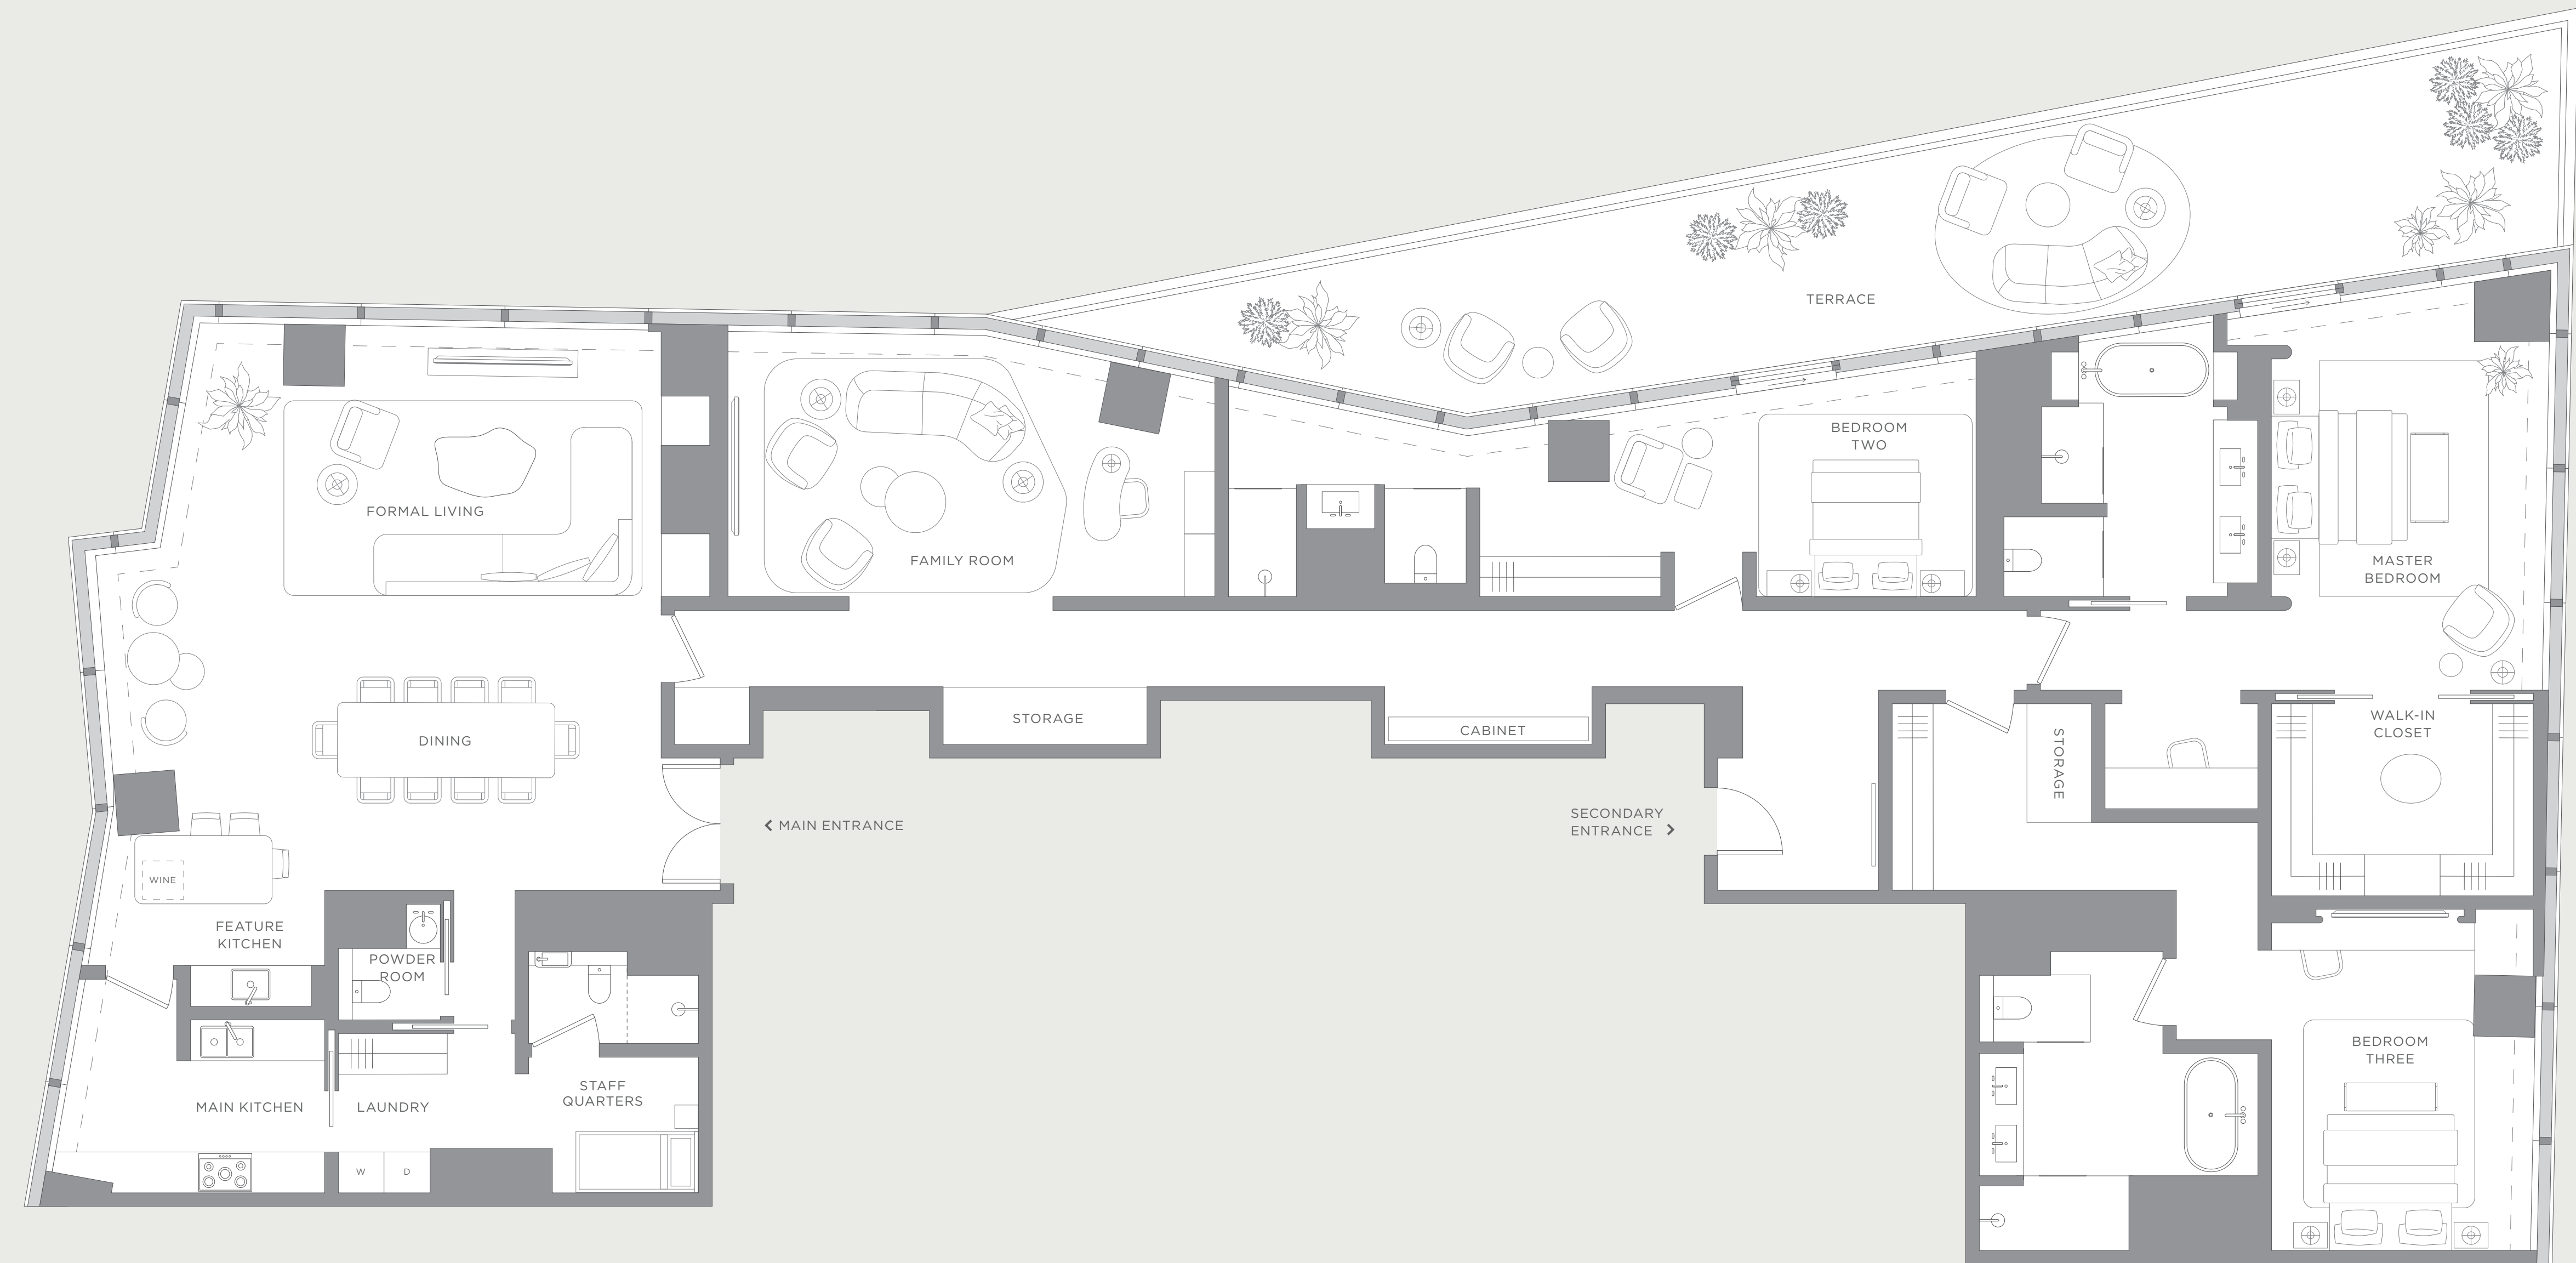 TERRACE
BEDROOM
TWO
FORMAL LIVING
FAMILY ROOM
MASTER
BEDROOM
STORAGE
CABINET
WALK-IN
CLOSET
STORAGE
DINING
MAIN ENTRANCE
SECONDARY
ENTRANCE
WINE
FEATURE
KITCHEN
POWDER
ROOM
BEDROOM
THREE
STAFF
QUARTERS
MAIN KITCHEN
LAUNDRY
W
D